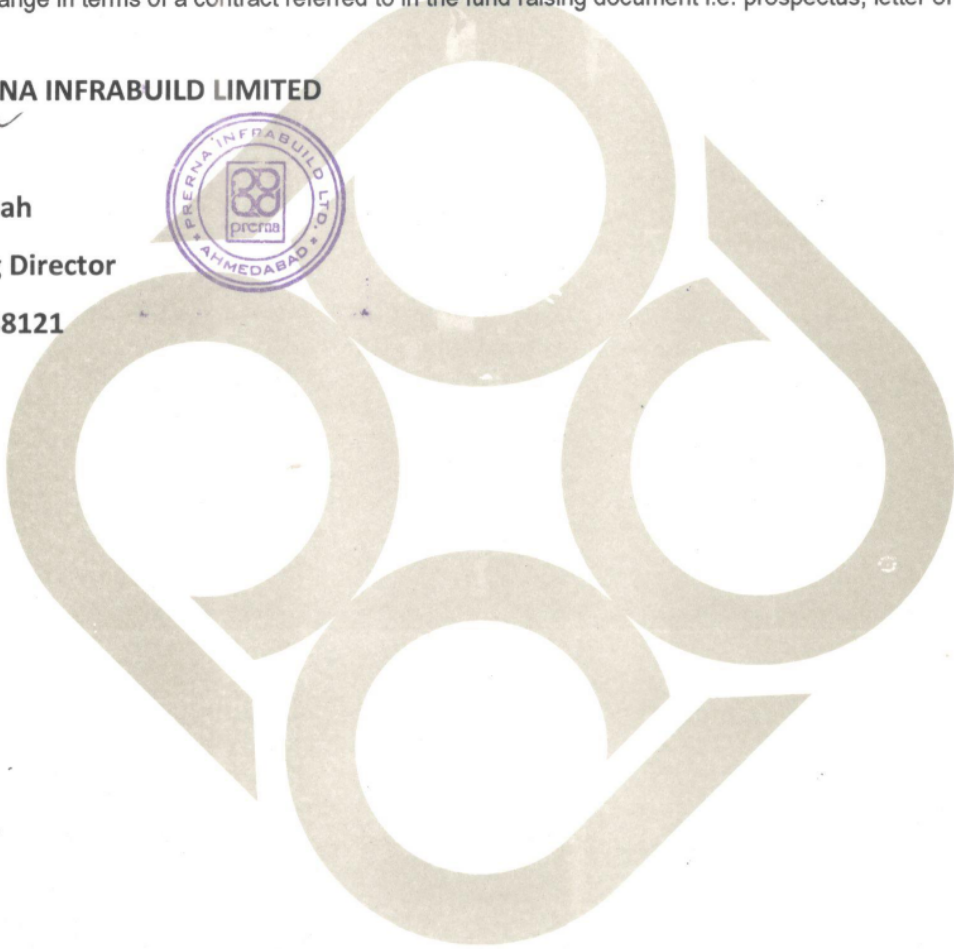 ange in terms of a contract referred to in the fund raising document i.e. prospectus, letter of
NA INFRABUILD LIMITED
PRERNA INFRABUILD LTD.
prerna
* AHMEDABAD *
ah
g Director
8121